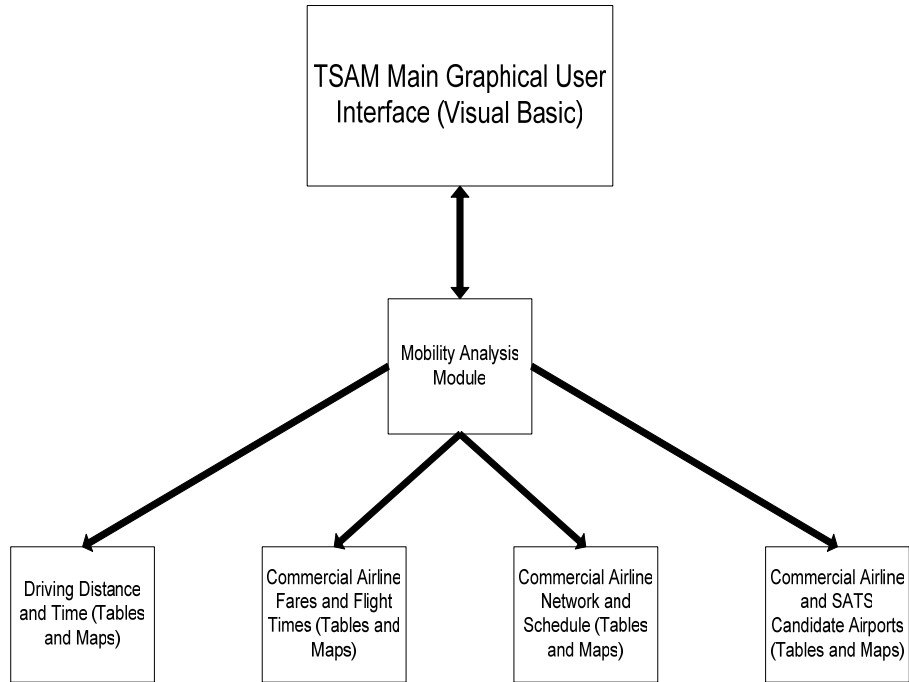 TSAM Main Graphical User
Interface (Visual Basic)
Mobility Analysis
Module
Driving Distance
and Time (Tables
and Maps)
Commercial Airline
Fares and Flight
Times (Tables and
Maps)
Commercial Airline
Network and
Schedule (Tables
and Maps)
Commercial Airline
and SATS
Candidate Airports
(Tables and Maps)